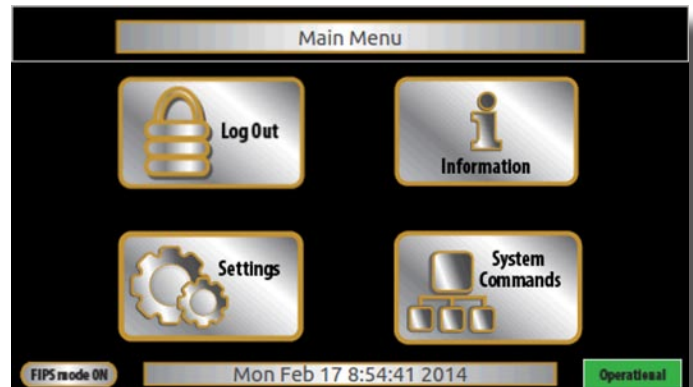 Main Menu
Log Out
Information
Settings
System
Commands
FIPS mode ON
Mon Feb 17 8:54:41 2014
Operational